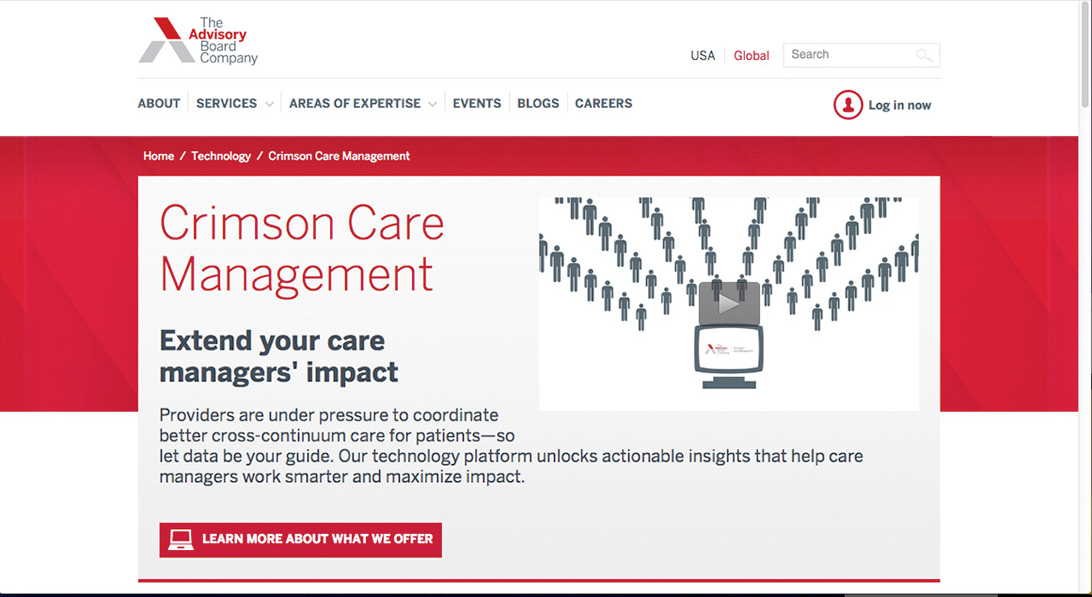 The
Advisory
Board
Company
USA
Global
Search
ABOUT
SERVICES
AREAS OF EXPERTISE
EVENTS
BLOGS
CAREERS
Log in now
Home / Technology / Crimson Care Management
Crimson Care
Management
Extend your care
managers' impact
Providers are under pressure to coordinate
better cross-continuum care for patients—so
let data be your guide. Our technology platform unlocks actionable insights that help care
managers work smarter and maximize impact.
LEARN MORE ABOUT WHAT WE OFFER